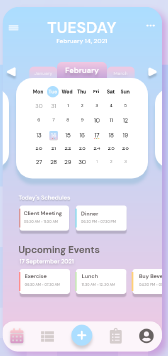 TUESDAY
February 14, 2021
February
Mon Tue Wed Thu Fri Sat Sun
30 31 1 2 3 4 5
6 7 8 9 10 11 12
13 14 15 16 17 18 19
20 21 22 23 24 25 26
27 28 29 30 1 2 3
Today's Schedules
Client Meeting
Dinner
Upcoming Events
17 September 2021
Exercise
Lunch
Buy Beve